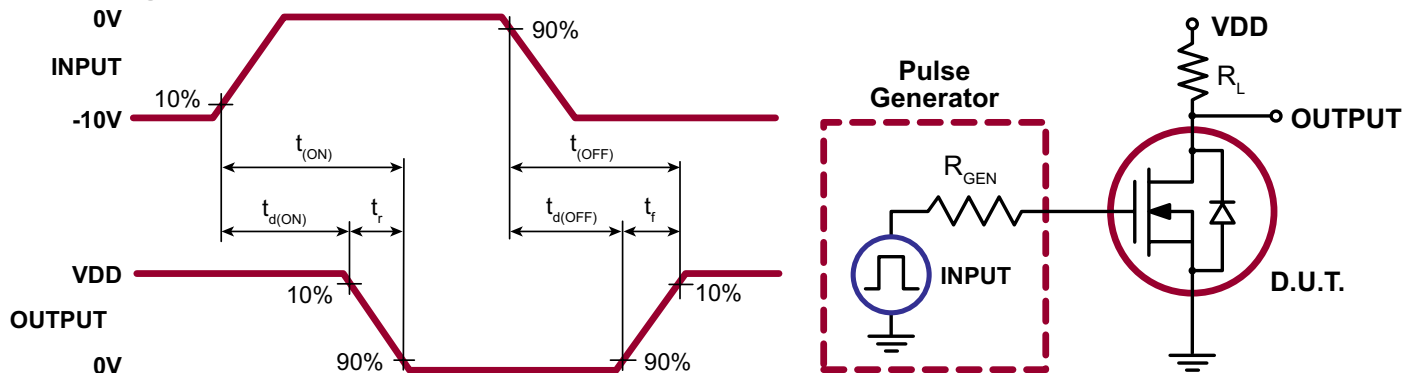 0V
INPUT
-10V
10%
90%
t(ON)
t(OFF)
td(ON)
tr
td(OFF)
tf
VDD
OUTPUT
0V
10%
90%
90%
10%
Pulse
Generator
RGEN
INPUT
VDD
RL
OUTPUT
D.U.T.